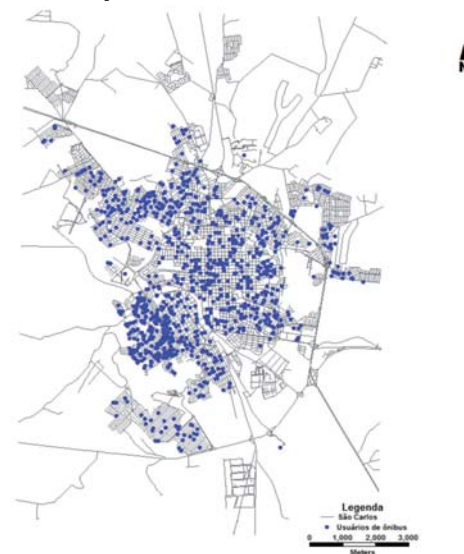 N
Legenda
São Carlos
Usuários de ônibus
0 1,000 2,000 3,000
Meters